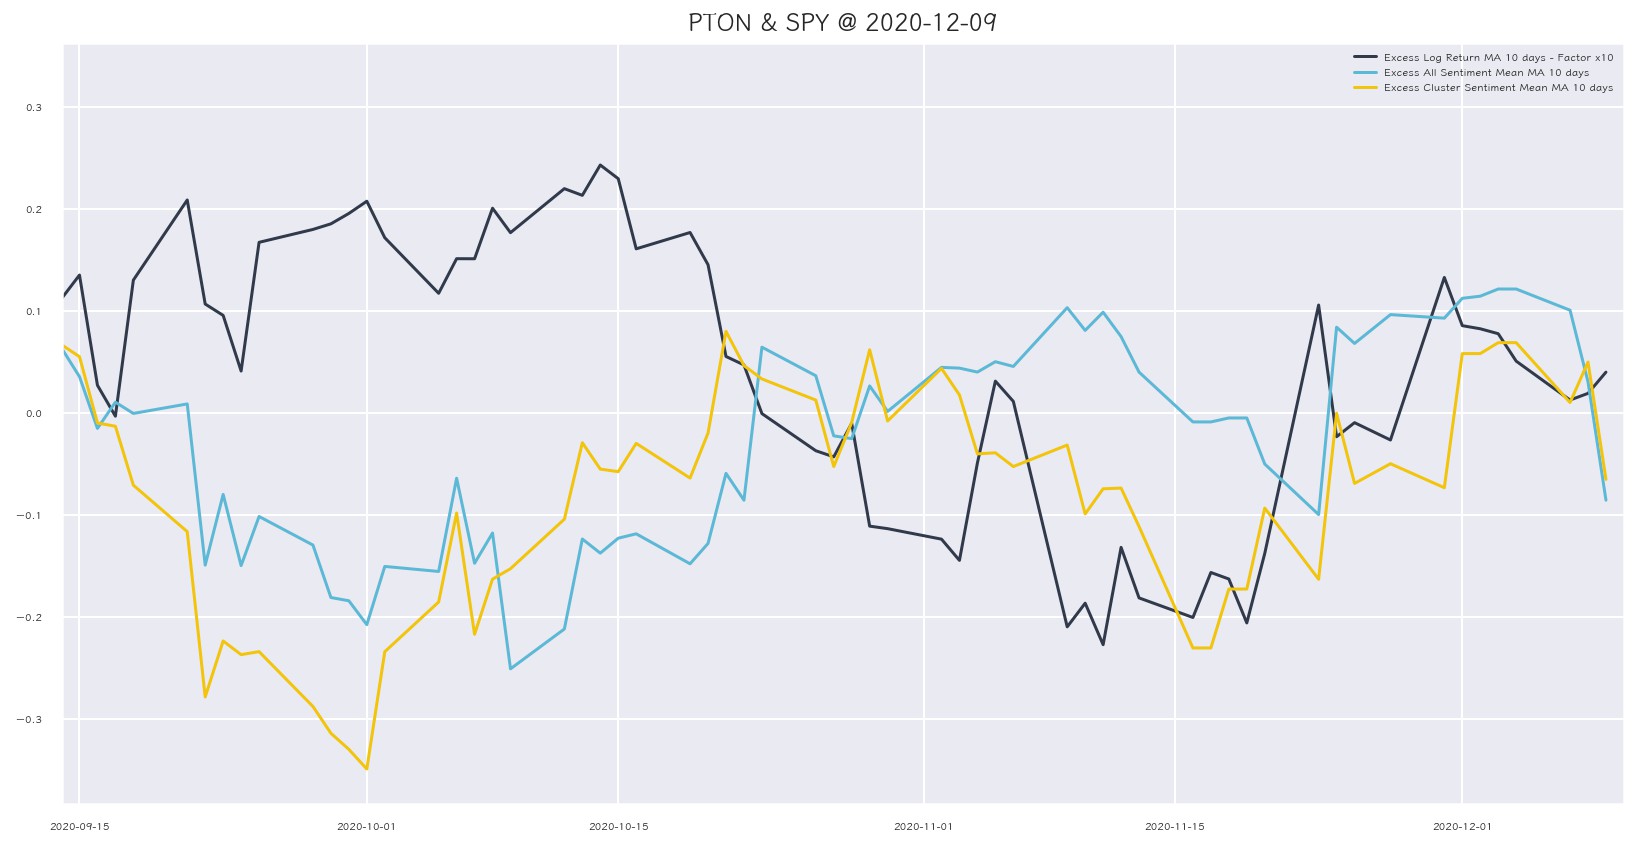 PTON & SPY @ 2020-12-09
Excess Log Return MA 10 days - Factor x10
Excess All Sentiment Mean MA 10 days
Excess Cluster Sentiment Mean MA 10 days
0.3
0.2
0.1
0.0
−0.1
−0.2
−0.3
2020-09-15 2020-10-01 2020-10-15 2020-11-01 2020-11-15 2020-12-01